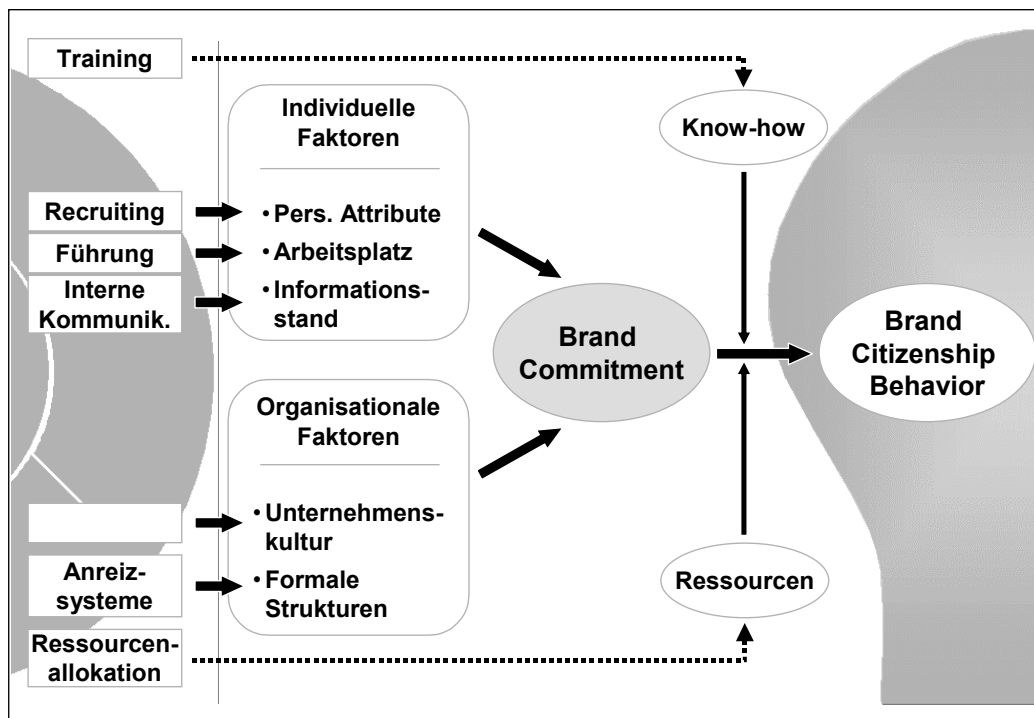 Training
Recruiting
Führung
Interne
Kommunik.
Anreiz-
systeme
Ressourcen-
allokation
Individuelle
Faktoren
• Pers. Attribute
• Arbeitsplatz
• Informations-
stand
Organisationale
Faktoren
• Unternehmens-
kultur
• Formale
Strukturen
Brand
Commitment
Know-how
Ressourcen
Brand
Citizenship
Behavior